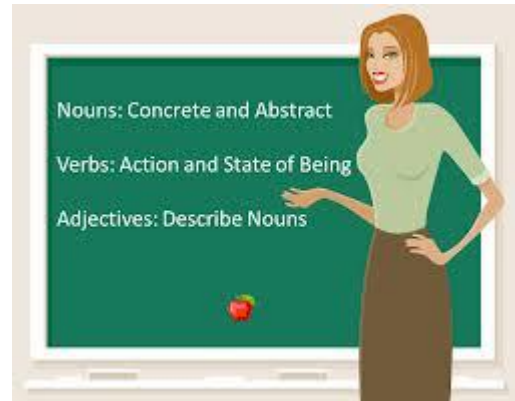 Nouns: Concrete and Abstract
Verbs: Action and State of Being
Adjectives: Describe Nouns